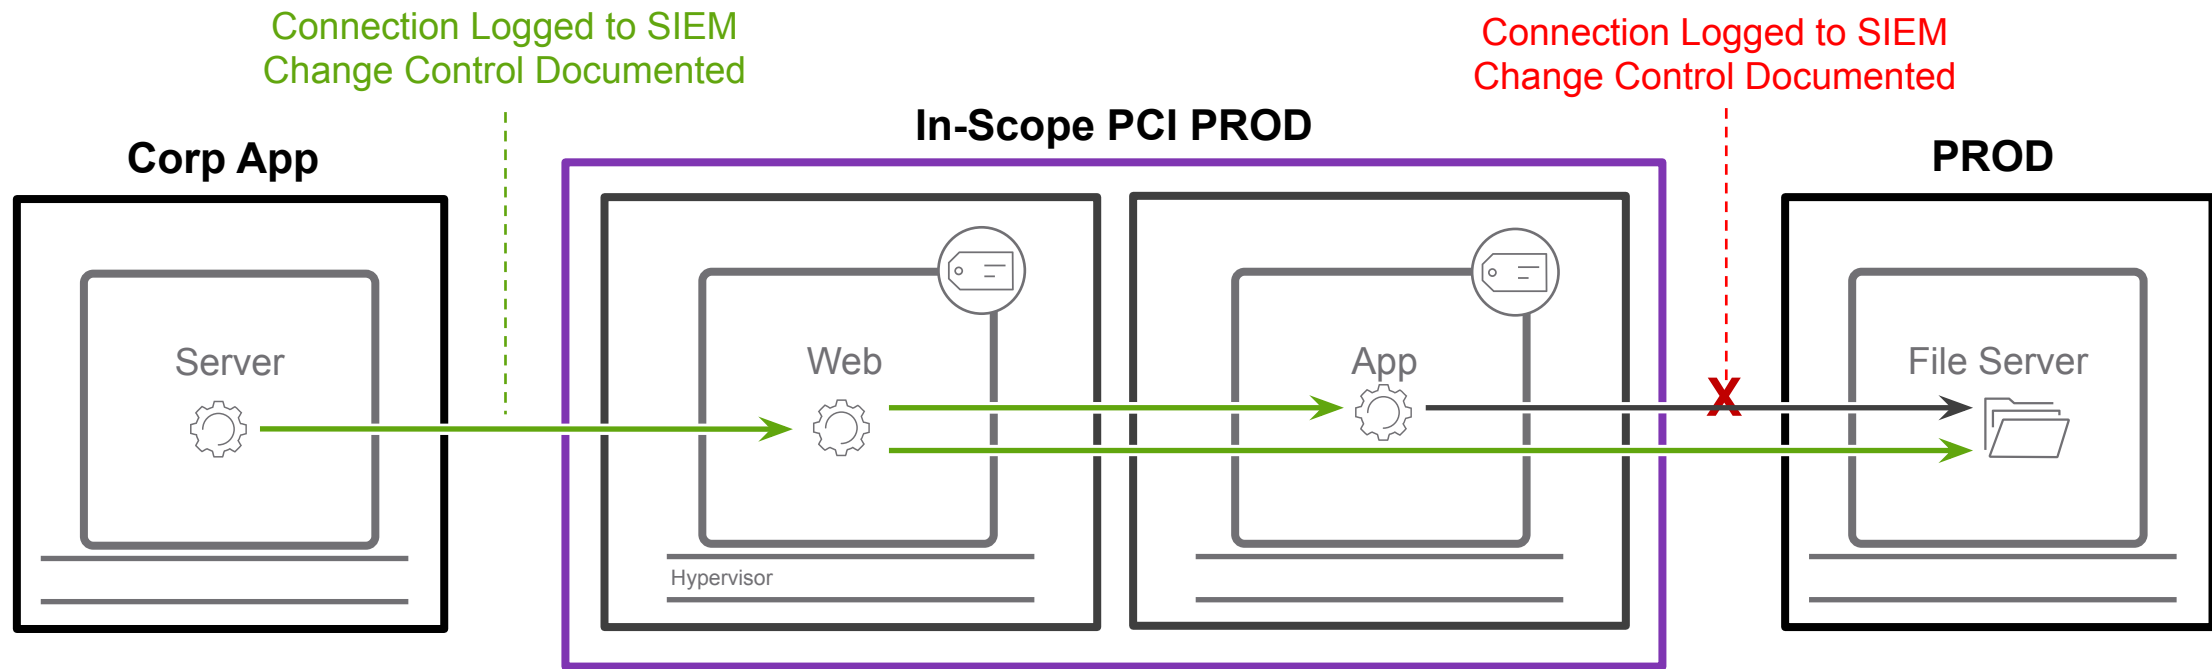 Connection Logged to SIEM
Change Control Documented
Connection Logged to SIEM
Change Control Documented
In-Scope PCI PROD
Corp App
PROD
Server
Web
App
File Server
X
Hypervisor